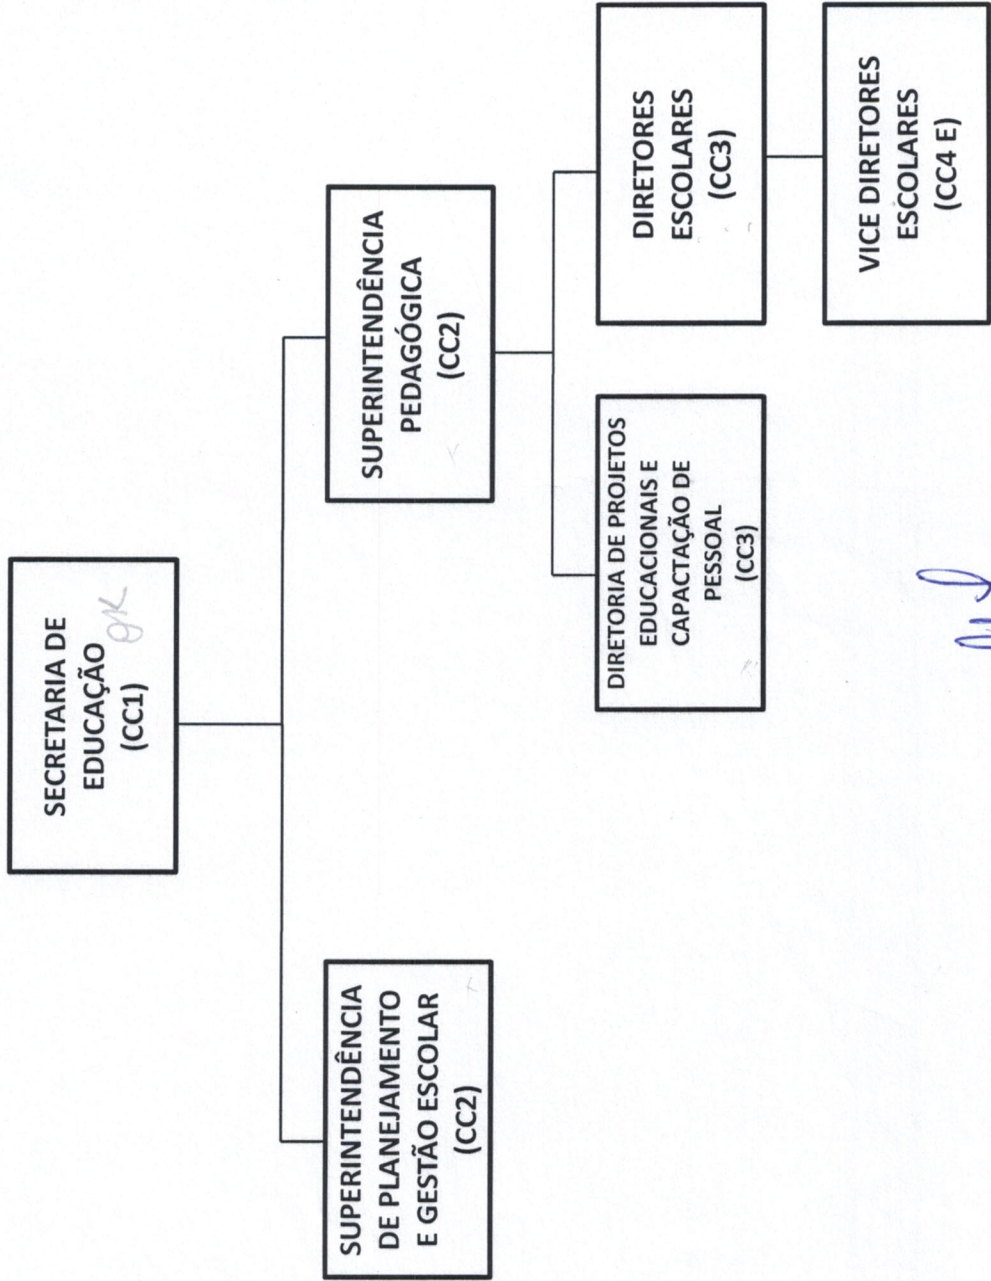 SECRETARIA DE
EDUCAÇÃO
(CC1)
OK
SUPERINTENDÊNCIA
DE PLANEJAMENTO
E GESTÃO ESCOLAR
(CC2)
SUPERINTENDÊNCIA
PEDAGÓGICA
(CC2)
DIRETORIA DE PROJETOS
EDUCACIONAIS E
CAPACTAÇÃO DE
PESSOAL
(CC3)
DIRETORES
ESCOLARES
(CC3)
VICE DIRETORES
ESCOLARES
(CC4 E)